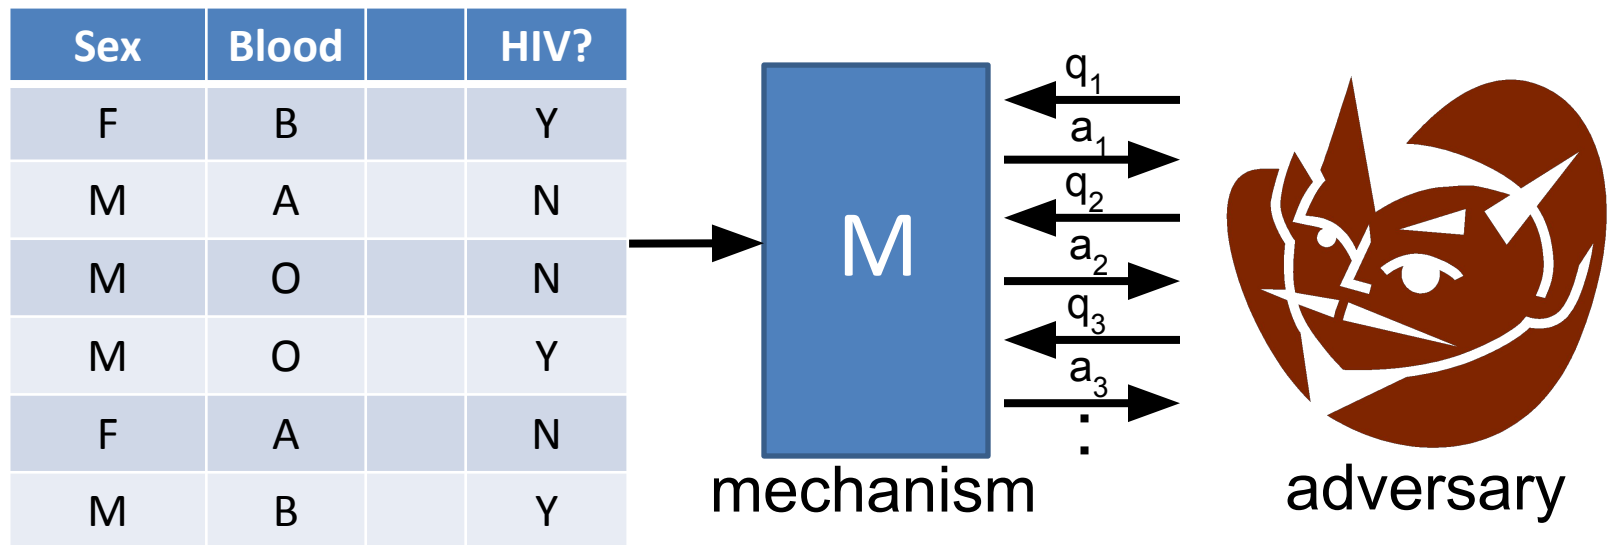 Sex Blood HIV?
F B Y
M A N
M O N
M O Y
F A N
M B Y
M
mechanism
q1
a1
q2
a2
q3
a3
:
adversary